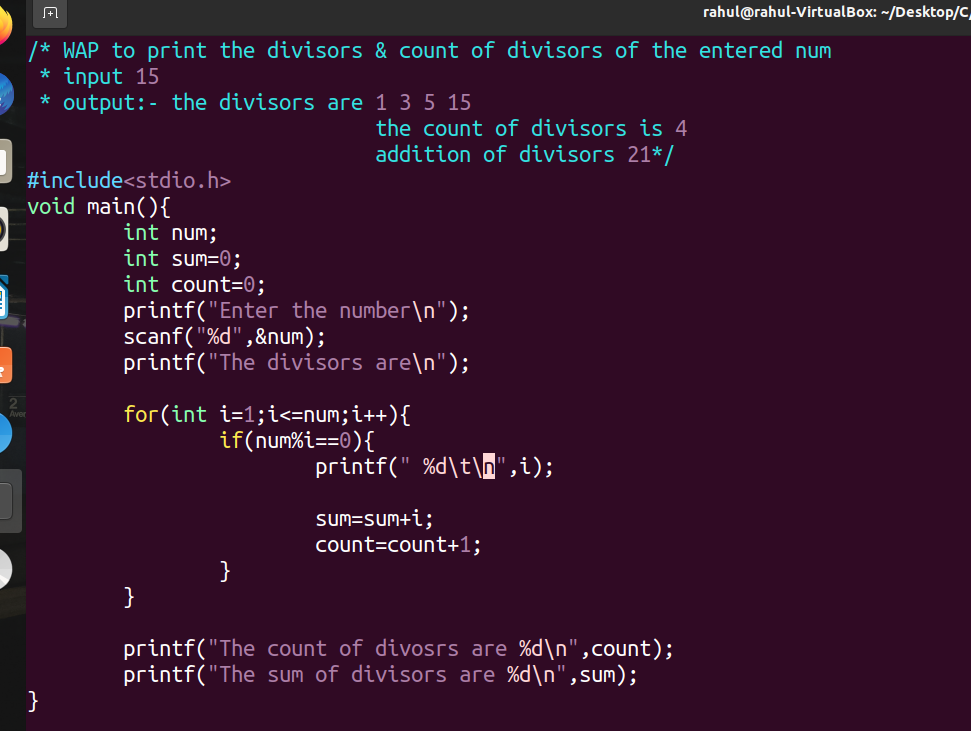 rahul@rahul-VirtualBox: ~/Desktop/C/
/* WAP to print the divisors & count of divisors of the entered num
 * input 15
 * output:- the divisors are 1 3 5 15
                             the count of divisors is 4
                             addition of divisors 21*/
#include<stdio.h>
void main(){
        int num;
        int sum=0;
        int count=0;
        printf("Enter the number\n");
        scanf("%d",&num);
        printf("The divisors are\n");

        for(int i=1;i<=num;i++){
                if(num%i==0){
                        printf(" %d\t\n",i);

                        sum=sum+i;
                        count=count+1;
                }
        }

        printf("The count of divosrs are %d\n",count);
        printf("The sum of divisors are %d\n",sum);
}